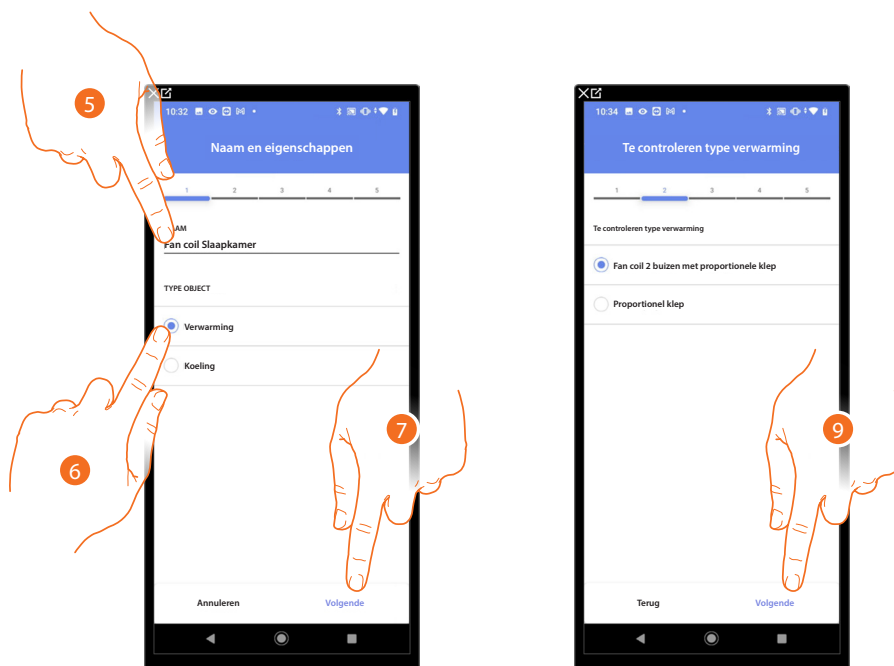 5
10:32
Naam en eigenschappen
1 2 3 4 5
AAM
Fan coil Slaapkamer
TYPE OBJECT
Verwarming
Koeling
6
7
Annuleren Volgende
10:34
Te controleren type verwarming
1 2 3 4 5
Te controleren type verwarming
Fan coil 2 buizen met proportionele klep
Proportionel klep
9
Terug Volgende